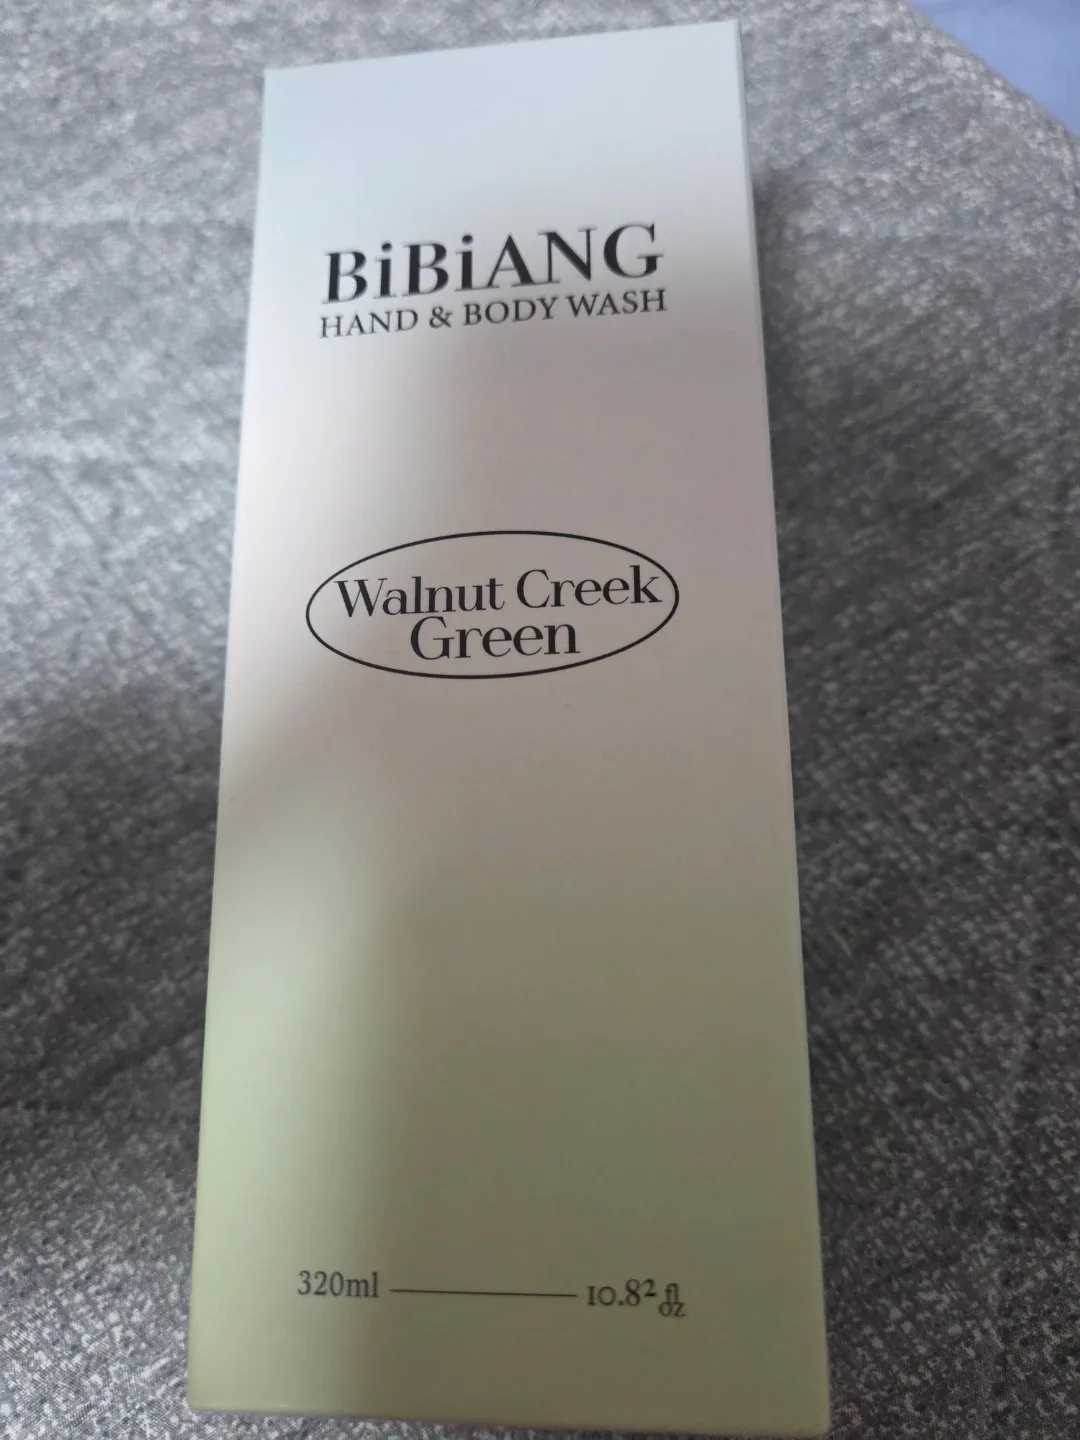 BiBiANG
HAND & BODY WASH
Walnut Creek
Green
320ml 10.82 fl oz